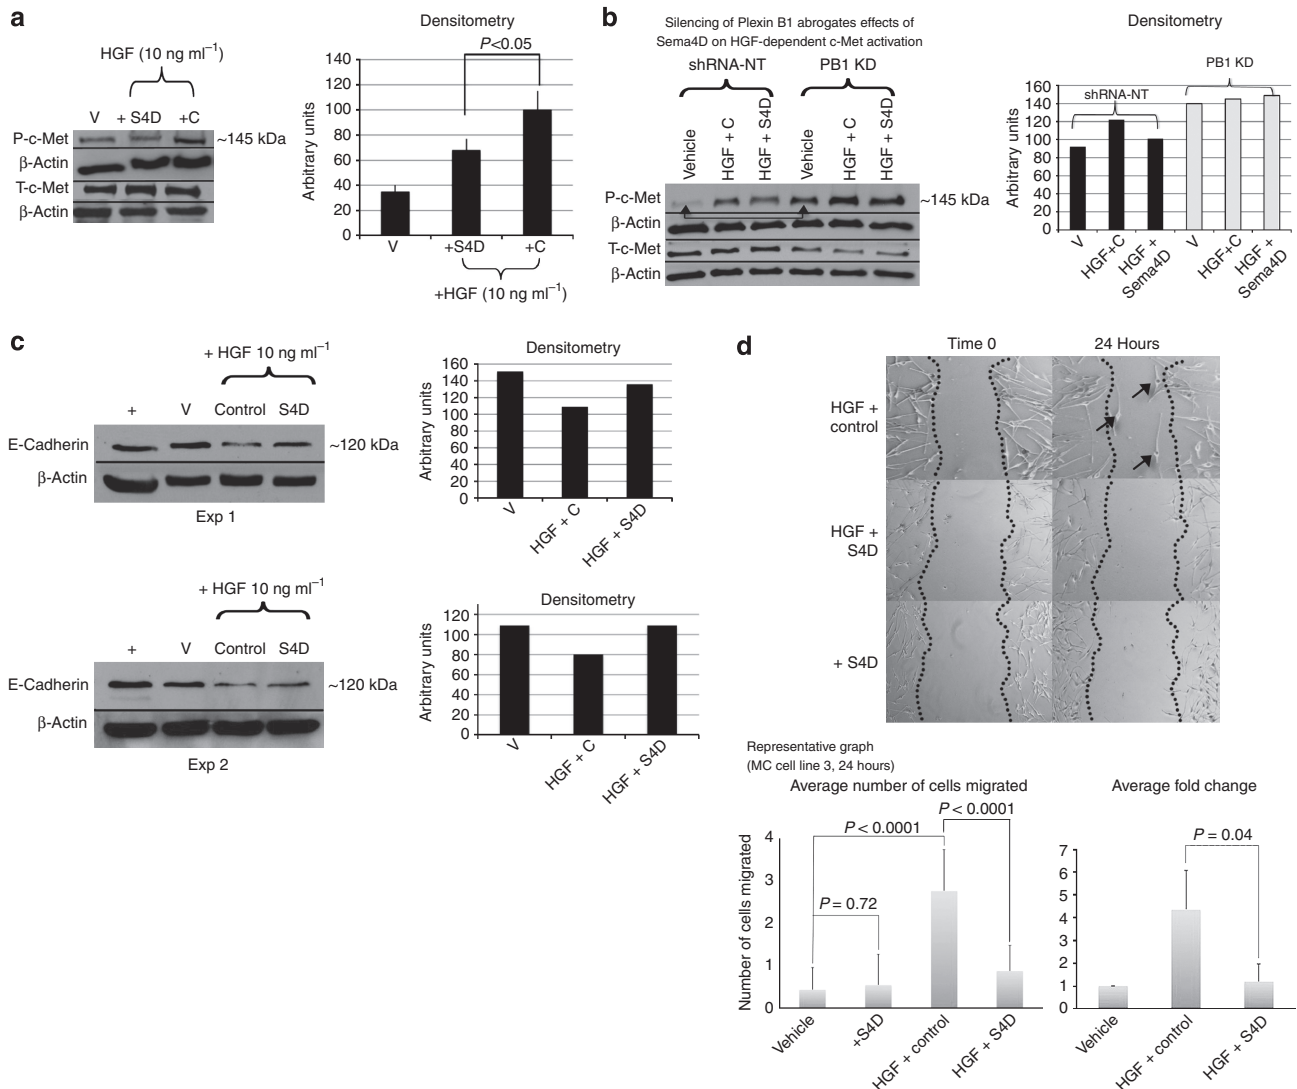 a
HGF (10 ng ml–1)
V + S4D +C
P-c-Met ~145 kDa
β-Actin
T-c-Met
β-Actin
Densitometry
P<0.05
Arbitrary units
140
120
100
80
60
40
20
0
V +S4D +C
+HGF (10 ng ml–1)
b
Silencing of Plexin B1 abrogates effects of
Sema4D on HGF-dependent c-Met activation
shRNA-NT PB1 KD
Vehicle HGF + C HGF + S4D Vehicle HGF + C HGF + S4D
P-c-Met ~145 kDa
β-Actin
T-c-Met
β-Actin
Densitometry
PB1 KD
shRNA-NT
Arbitrary units
160
140
120
100
80
60
40
20
0
V HGF+C HGF + Sema4D V HGF+C HGF + Sema4D
c
+ HGF 10 ng ml–1
+ V Control S4D
E-Cadherin ~120 kDa
β-Actin
Exp 1
Densitometry
Arbitrary units
160
140
120
100
80
60
40
20
0
V HGF + C HGF + S4D
+ HGF 10 ng ml–1
+ V Control S4D
E-Cadherin ~120 kDa
β-Actin
Exp 2
Densitometry
Arbitrary units
120
100
80
60
40
20
0
V HGF + C HGF + S4D
d
Time 0 24 Hours
HGF +
control
HGF +
S4D
+ S4D
Representative graph
(MC cell line 3, 24 hours)
Average number of cells migrated
P < 0.0001
P < 0.0001
P = 0.72
Number of cells migrated
4
3
2
1
0
Vehicle +S4D HGF + control HGF + S4D
Average fold change
P = 0.04
7
6
5
4
3
2
1
0
Vehicle HGF + control HGF + S4D